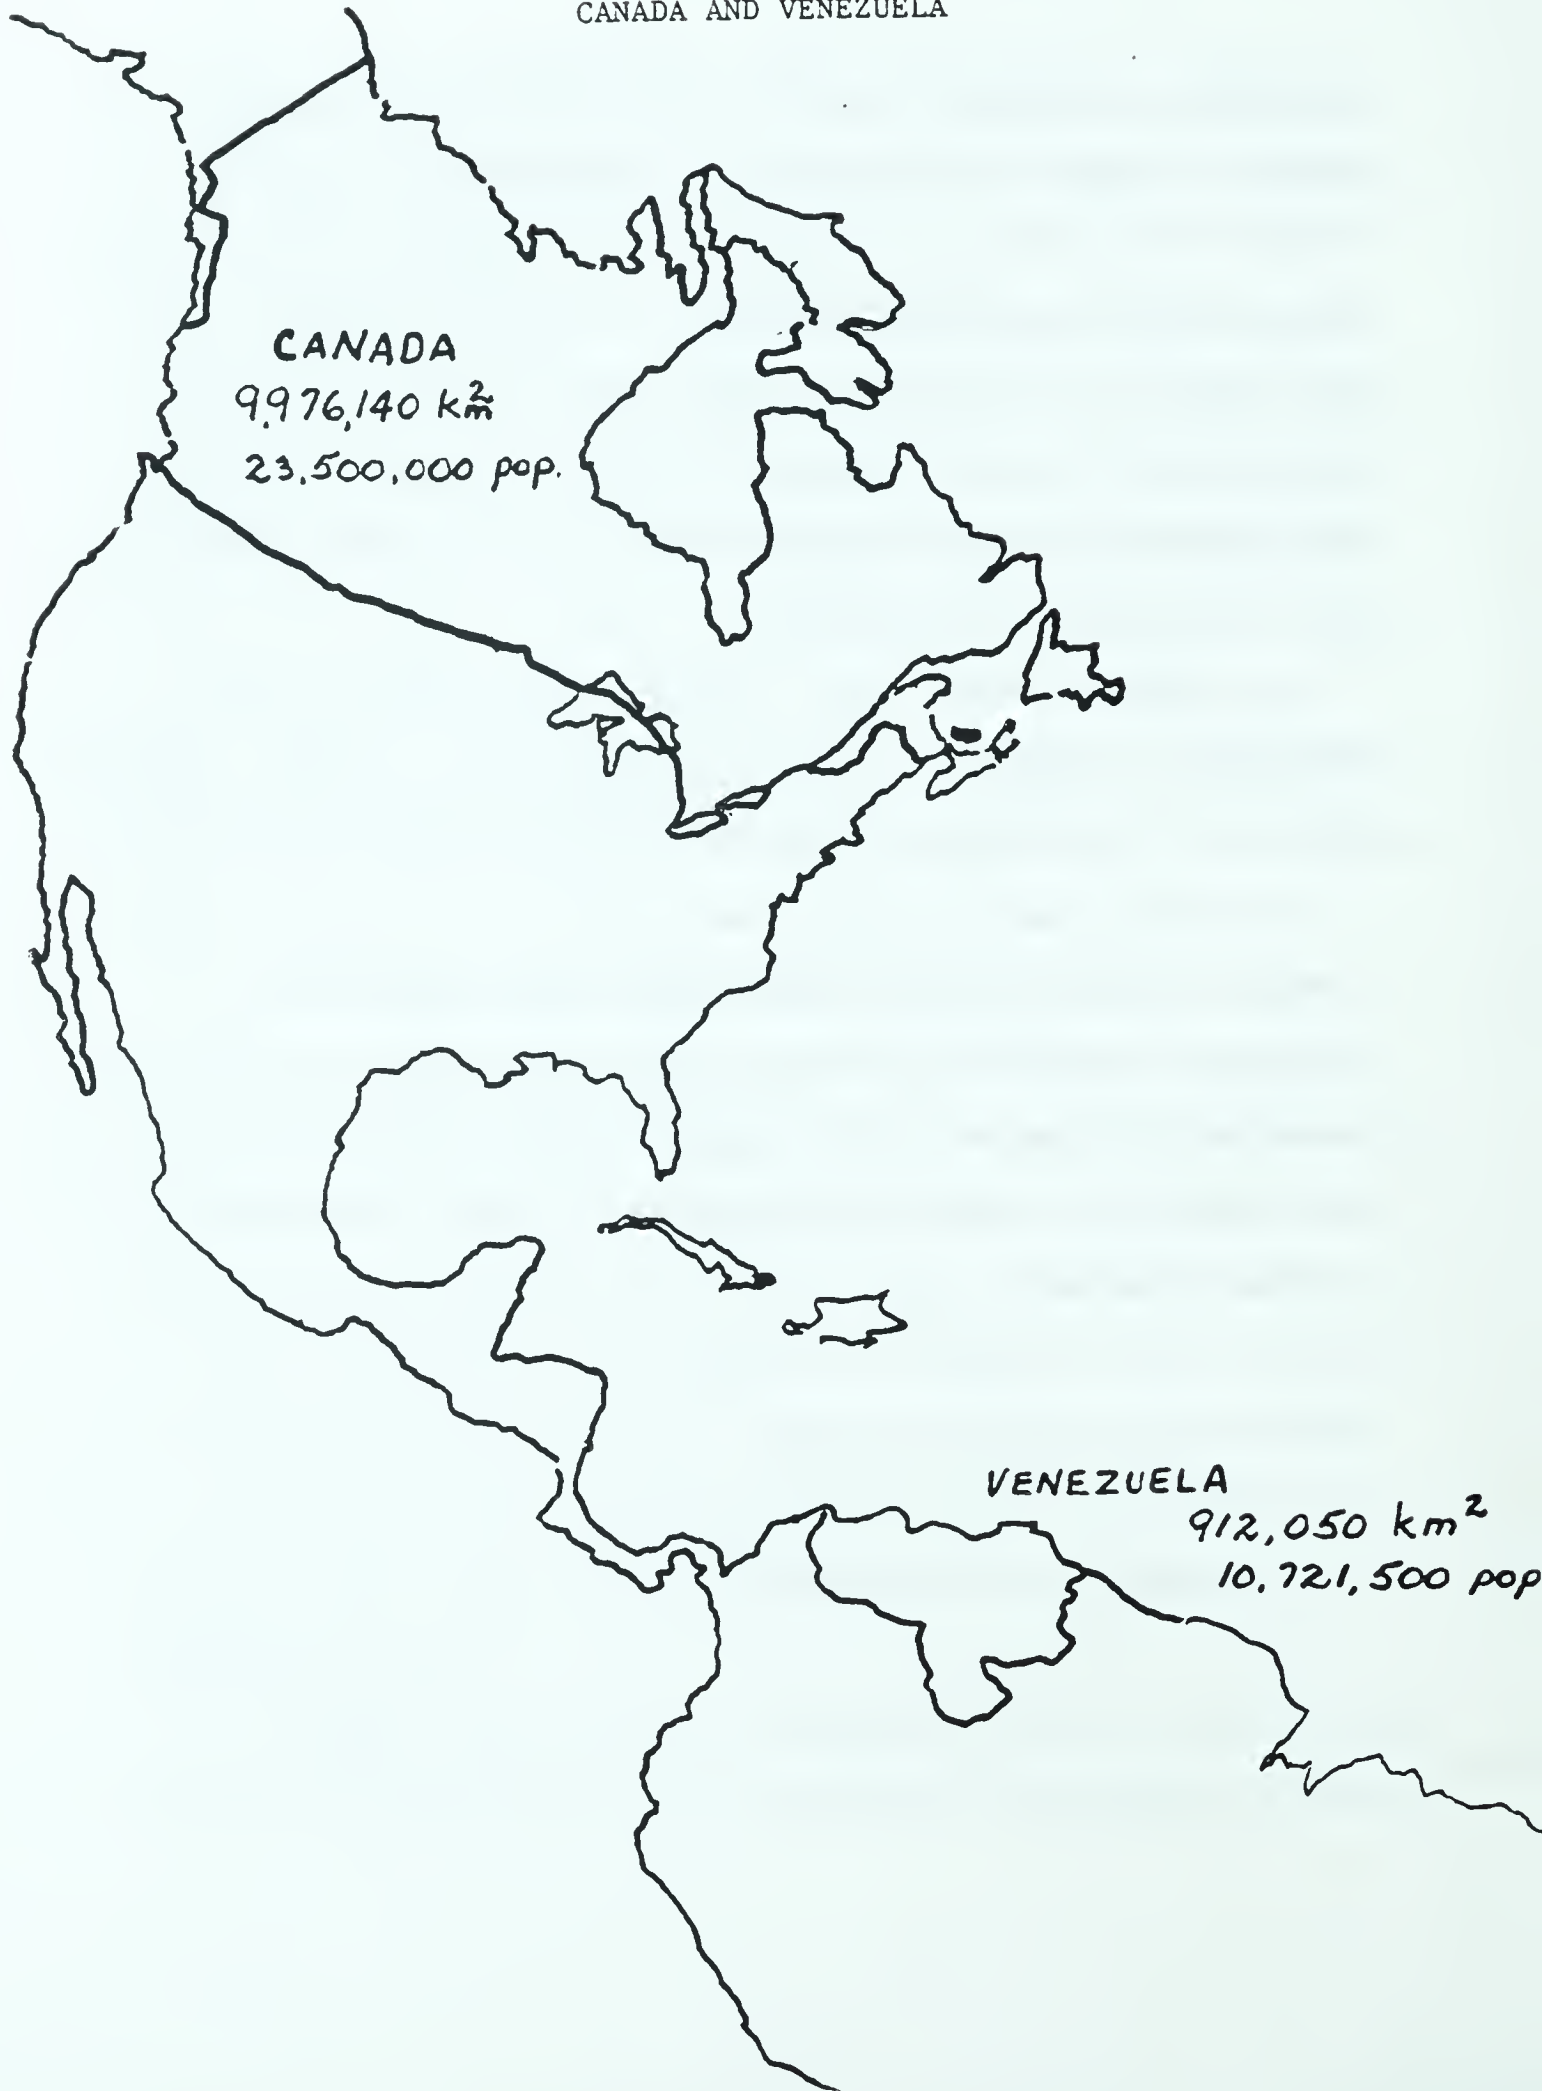 CANADA AND VENEZUELA
CANADA
9,976,140 km²
23,500,000 pop.
VENEZUELA
912,050 km²
10,721,500 pop